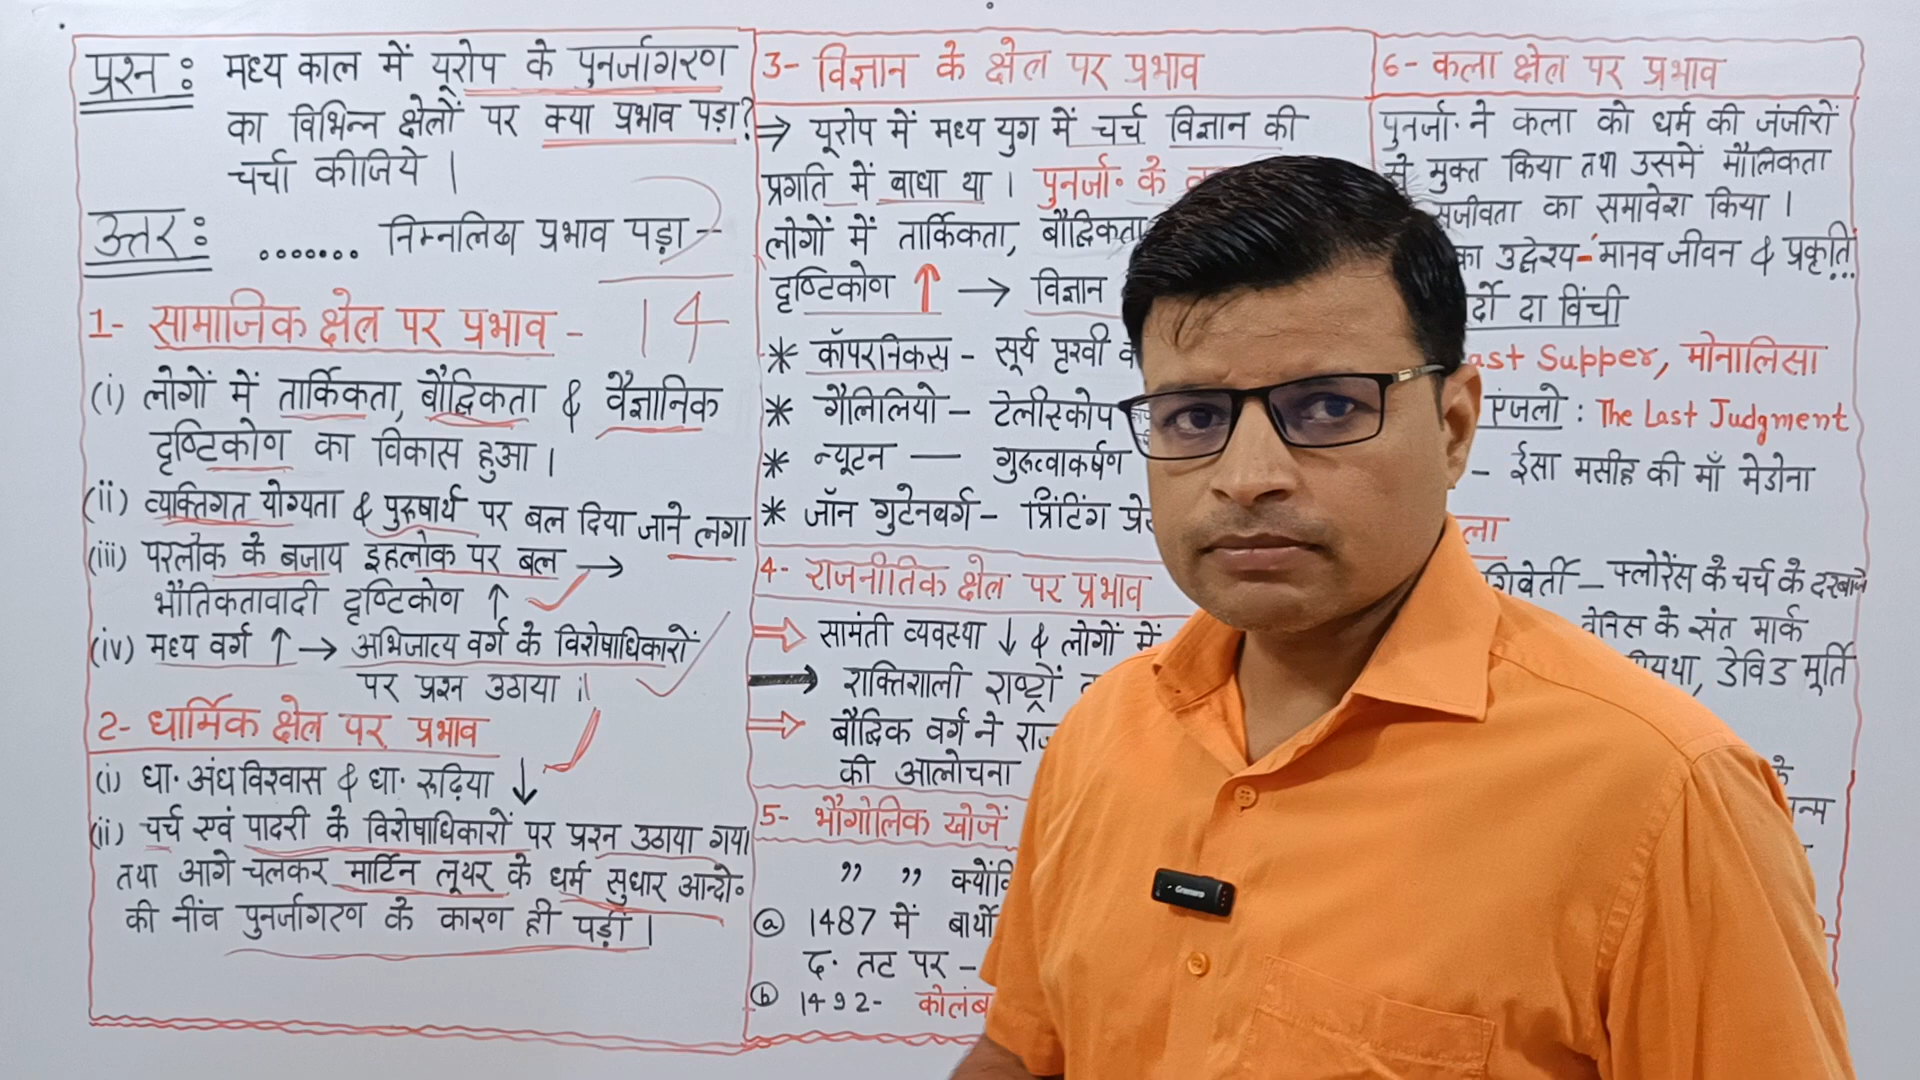 प्रश्न : मध्य काल में यूरोप के पुनर्जागरण
का विभिन्न क्षेत्रों पर क्या प्रभाव पड़ा?
चर्चा कीजिये ।
उत्तर : ....... निम्नलिख प्रभाव पड़ा -
14
1- सामाजिक क्षेत्र पर प्रभाव -
(i) लोगों में तार्किकता, बौद्धिकता & वैज्ञानिक
दृष्टिकोण का विकास हुआ ।
(ii) व्यक्तिगत योग्यता & पुरुषार्थ पर बल दिया जाने लगा
(iii) परलोक के बजाय इहलोक पर बल →
भौतिकतावादी दृष्टिकोण ↑
(iv) मध्य वर्ग ↑ → अभिजात्य वर्ग के विशेषाधिकारों
पर प्रश्न उठाया ।
2- धार्मिक क्षेत्र पर प्रभाव
(i) धा. अंधविश्वास & धा. रूढ़िया ↓
(ii) चर्च एवं पादरी के विशेषाधिकारों पर प्रश्न उठाया गया
तथा आगे चलकर मार्टिन लूथर के धर्म सुधार आन्दो.
की नींव पुनर्जागरण के कारण ही पड़ी ।
3- विज्ञान के क्षेत्र पर प्रभाव
⇒ यूरोप में मध्य युग में चर्च विज्ञान की
प्रगति में बाधा था । पुनर्जा. के
लोगों में तार्किकता, बौद्धिकता
दृष्टिकोण ↑ → विज्ञान
* कॉपरनिकस - सूर्य पृथ्वी
* गैलिलियो - टेलीस्कोप
* न्यूटन — गुरुत्वाकर्षण
* जॉन गुटेनबर्ग - प्रिंटिंग
4- राजनीतिक क्षेत्र पर प्रभाव
⇒ सामंती व्यवस्था ↓ & लोगों में
→ शक्तिशाली राष्ट्रों
⇒ बौद्धिक वर्ग ने
की आलोचना
5- भौगोलिक खोजें
" "
(a) 1487 में
द. तट पर -
(b) 1492-
6- कला क्षेत्र पर प्रभाव
पुनर्जा. ने कला को धर्म की जंजीरों
से मुक्त किया तथा उसमें मौलिकता
सजीवता का समावेश किया ।
का उद्देश्य - मानव जीवन & प्रकृति...
दा विंची
Supper, मोनालिसा
एंजलो : The Last Judgment
- ईसा मसीह की माँ मेडोना
- फ्लोरेंस के चर्च के दरवाजे
के संत मार्क
डेविड मूर्ति
के